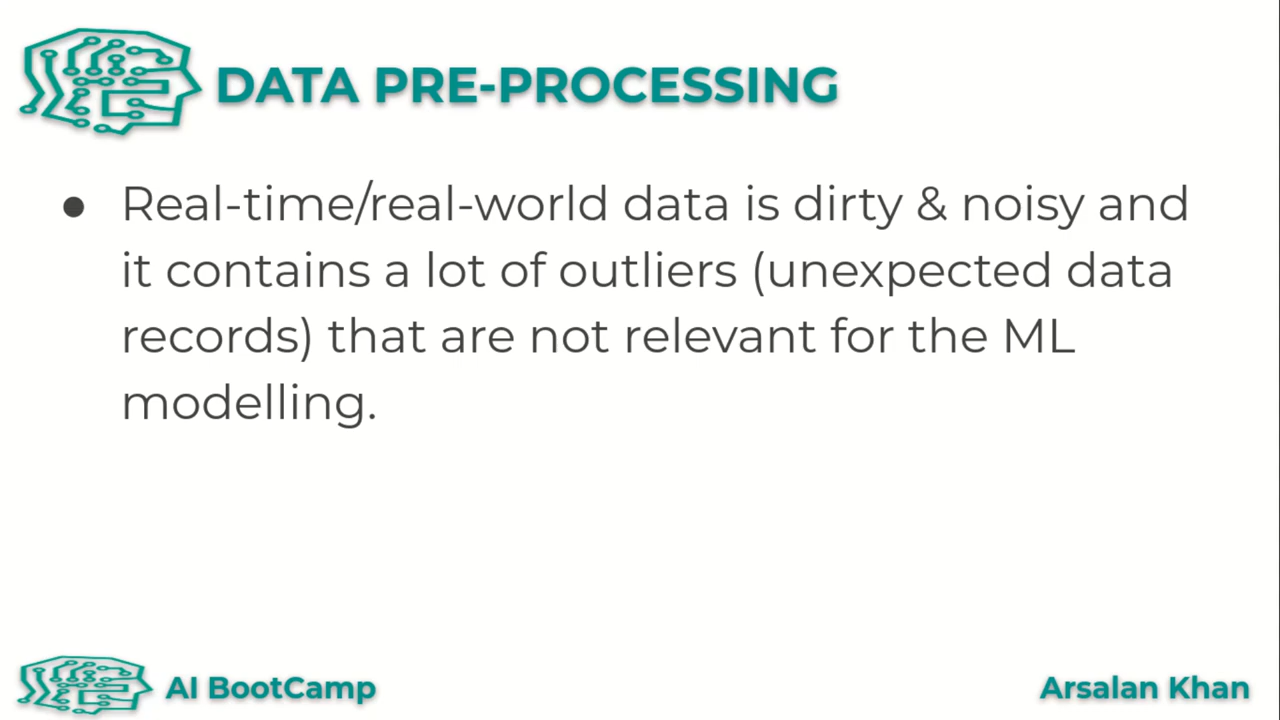 DATA PRE-PROCESSING
● Real-time/real-world data is dirty & noisy and
it contains a lot of outliers (unexpected data
records) that are not relevant for the ML
modelling.
AI BootCamp
Arsalan Khan